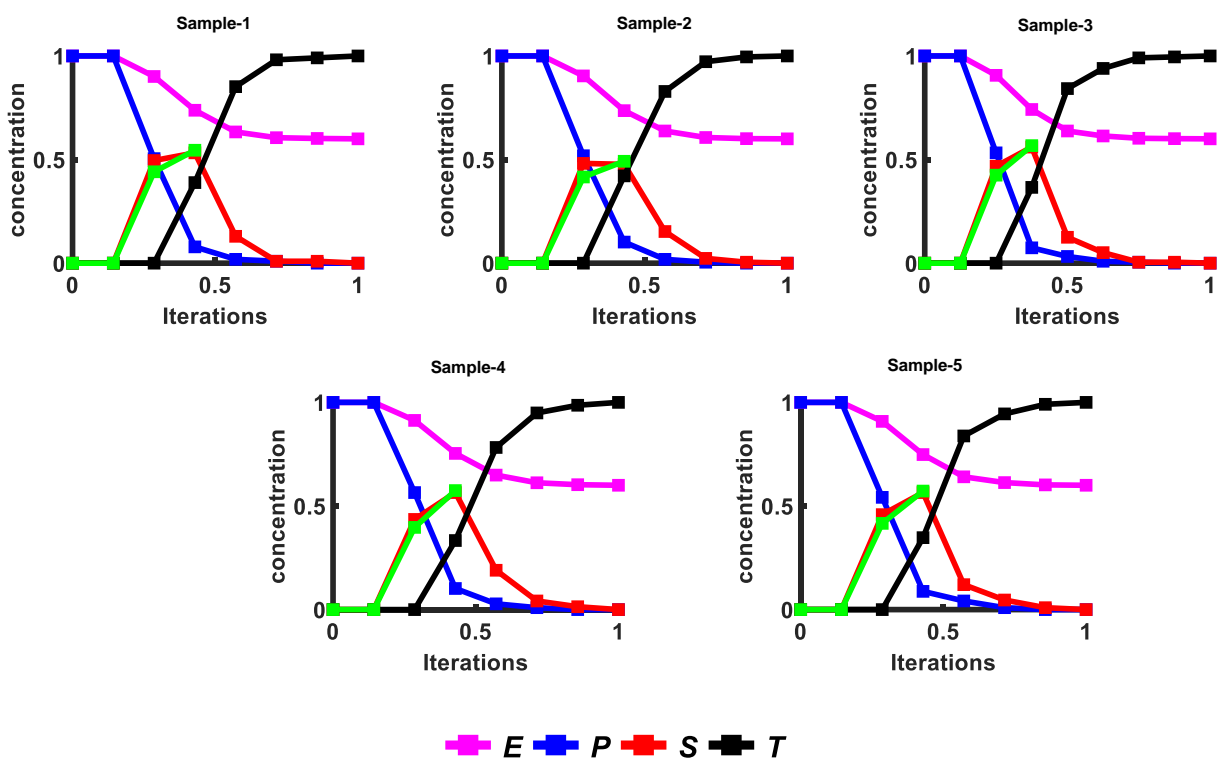 Sample-1
concentration
1
0.5
0
0 0.5 1
Iterations
Sample-2
concentration
1
0.5
0
0 0.5 1
Iterations
Sample-3
concentration
1
0.5
0
0 0.5 1
Iterations
Sample-4
concentration
1
0.5
0
0 0.5 1
Iterations
Sample-5
concentration
1
0.5
0
0 0.5 1
Iterations
E P S T